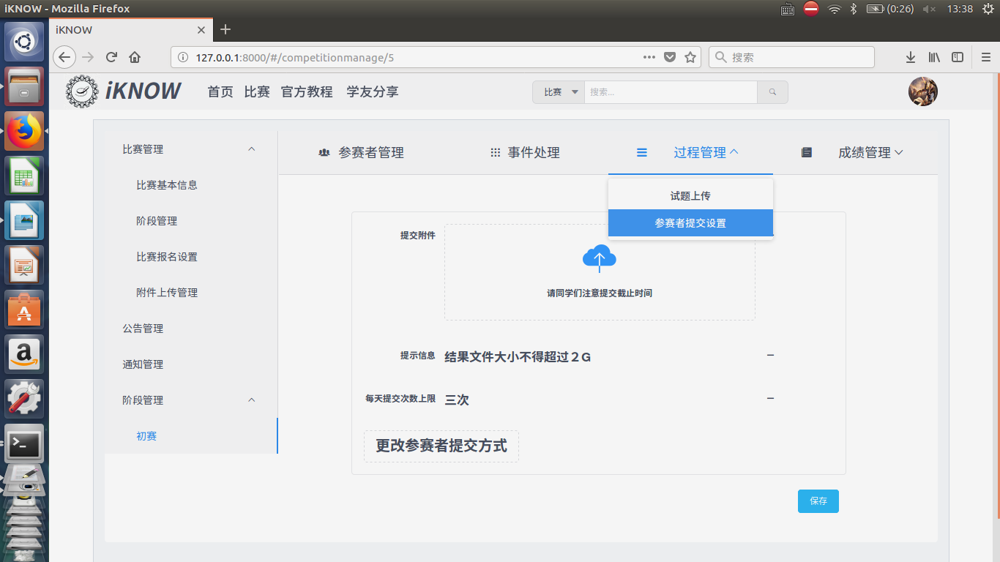 iKNOW - Mozilla Firefox
(0:26)
13:38
iKNOW
127.0.0.1:8000/#/competitionmanage/5
搜索
iKNOW
首页 比赛 官方教程 学友分享
比赛
搜索...
比赛管理
比赛基本信息
阶段管理
比赛报名设置
附件上传管理
公告管理
通知管理
阶段管理
初赛
参赛者管理
事件处理
过程管理
成绩管理
试题上传
参赛者提交设置
提交附件
请同学们注意提交截止时间
提示信息 结果文件大小不得超过２G
每天提交次数上限 三次
更改参赛者提交方式
保存